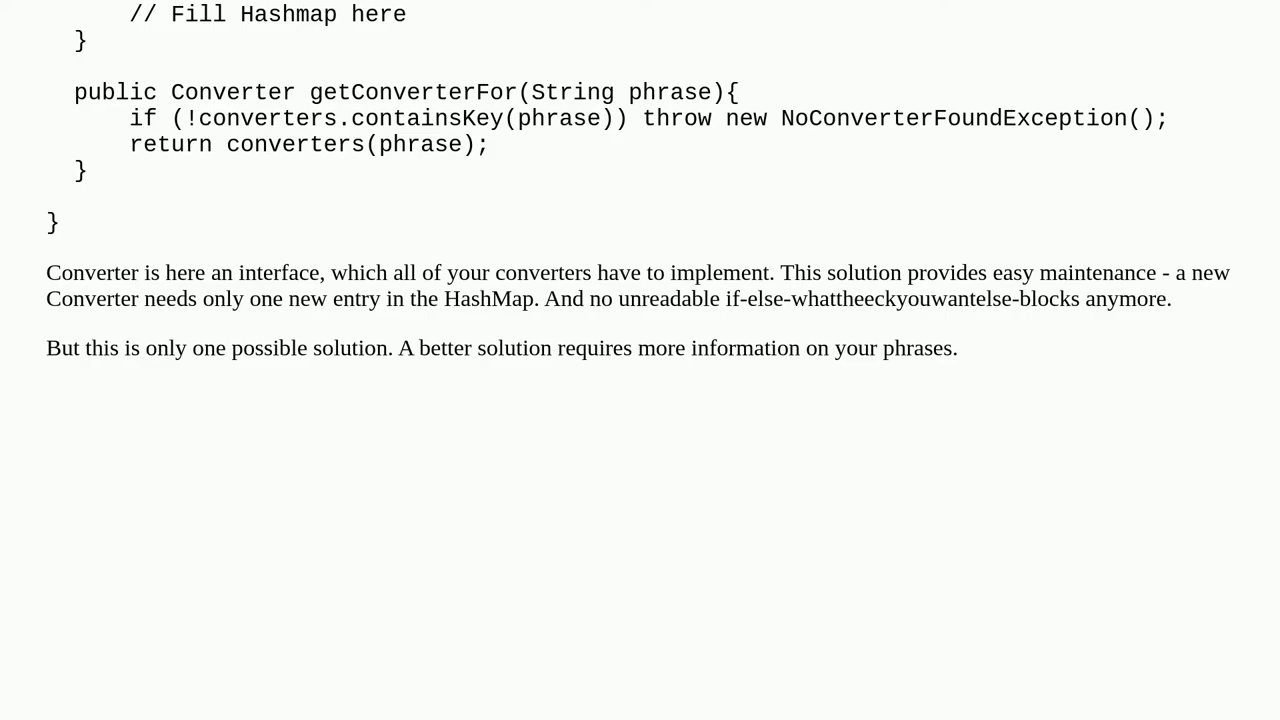 // Fill Hashmap here
}
public Converter getConverterFor(String phrase){
if (!converters.containsKey(phrase)) throw new NoConverterFoundException();
return converters(phrase);
}
}
Converter is here an interface, which all of your converters have to implement. This solution provides easy maintenance - a new
Converter needs only one new entry in the HashMap. And no unreadable if-else-whattheeckyouwantelse-blocks anymore.
But this is only one possible solution. A better solution requires more information on your phrases.